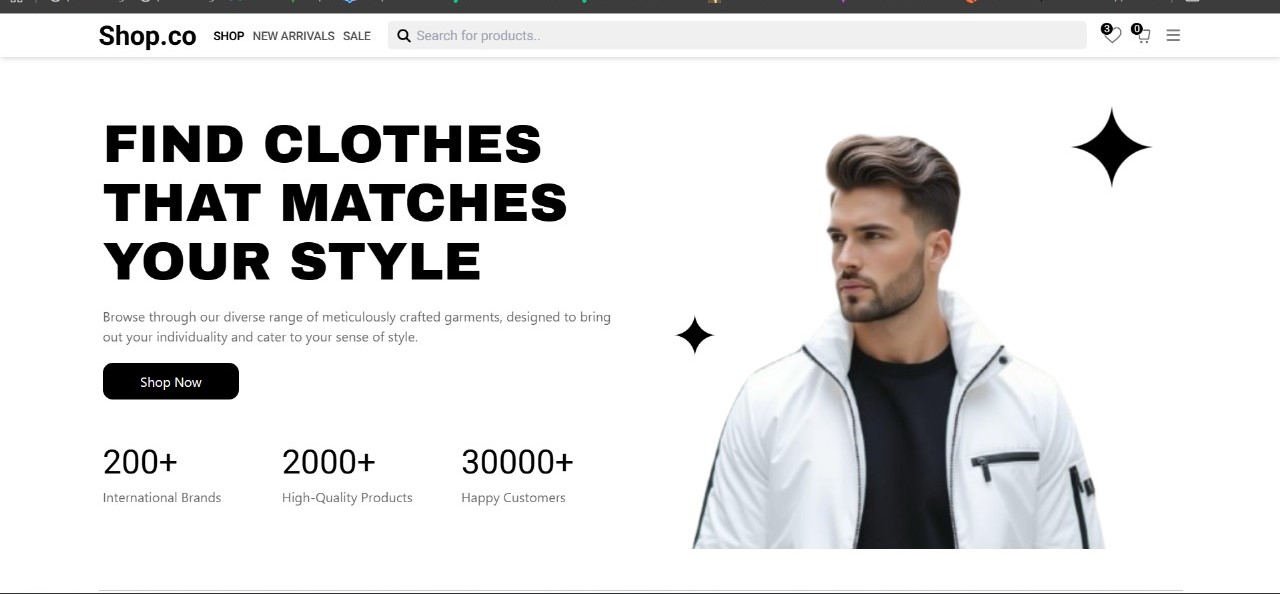 Shop.co SHOP NEW ARRIVALS SALE Search for products.. 3 0
FIND CLOTHES
THAT MATCHES
YOUR STYLE
Browse through our diverse range of meticulously crafted garments, designed to bring
out your individuality and cater to your sense of style.
Shop Now
200+ 2000+ 30000+
International Brands High-Quality Products Happy Customers